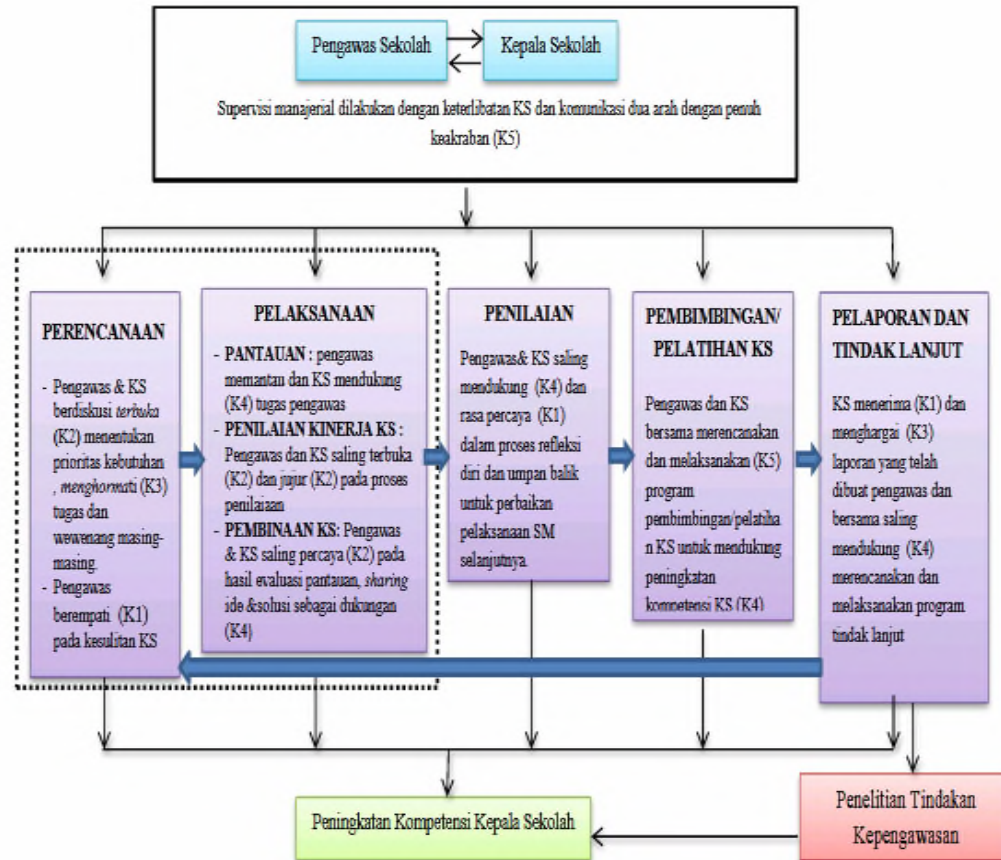 Pengawas Sekolah
Kepala Sekolah
Supervisi manajerial dilakukan dengan keterlibatan KS dan komunikasi dua arah dengan penuh
keakraban (K5)
PERENCANAAN
- Pengawas & KS
berdiskusi terbuka
(K2) menentukan
prioritas kebutuhan
, menghormati (K3)
tugas dan
wewenang masing-
masing.
- Pengawas
berempati (K1)
pada kesulitan KS
PELAKSANAAN
- PANTAUAN : pengawas
memantau dan KS mendukung
(K4) tugas pengawas
- PENILAIAN KINERJA KS :
Pengawas dan KS saling terbuka
(K2) dan jujur (K2) pada proses
penilaiaan
- PEMBINAAN KS: Pengawas
& KS saling percaya (K2) pada
hasil evaluasi pantauan, sharing
ide &solusi sebagai dukungan
(K4)
PENILAIAN
Pengawas& KS saling
mendukung (K4) dan
rasa percaya (K1)
dalam proses refleksi
diri dan umpan balik
untuk perbaikan
pelaksanaan SM
selanjutnya.
PEMBIMBINGAN/
PELATIHAN KS
Pengawas dan KS
bersama merencanakan
dan melaksanakan (K5)
program
pembimbingan/pelatiha
n KS untuk mendukung
peningkatan
kompetensi KS (K4)
PELAPORAN DAN
TINDAK LANJUT
KS menerima (K1) dan
menghargai (K3)
laporan yang telah
dibuat pengawas dan
bersama saling
mendukung (K4)
merencanakan dan
melaksanakan program
tindak lanjut
Peningkatan Kompetensi Kepala Sekolah
Penelitian Tindakan
Kepengawasan